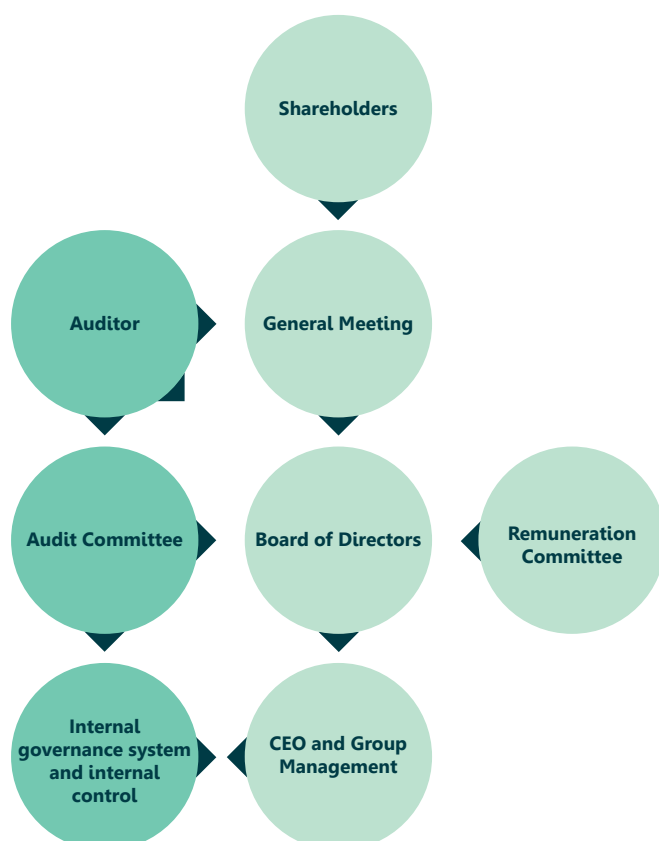 Shareholders
Auditor
General Meeting
Audit Committee
Board of Directors
Remuneration
Committee
Internal
governance system
and internal
control
CEO and Group
Management